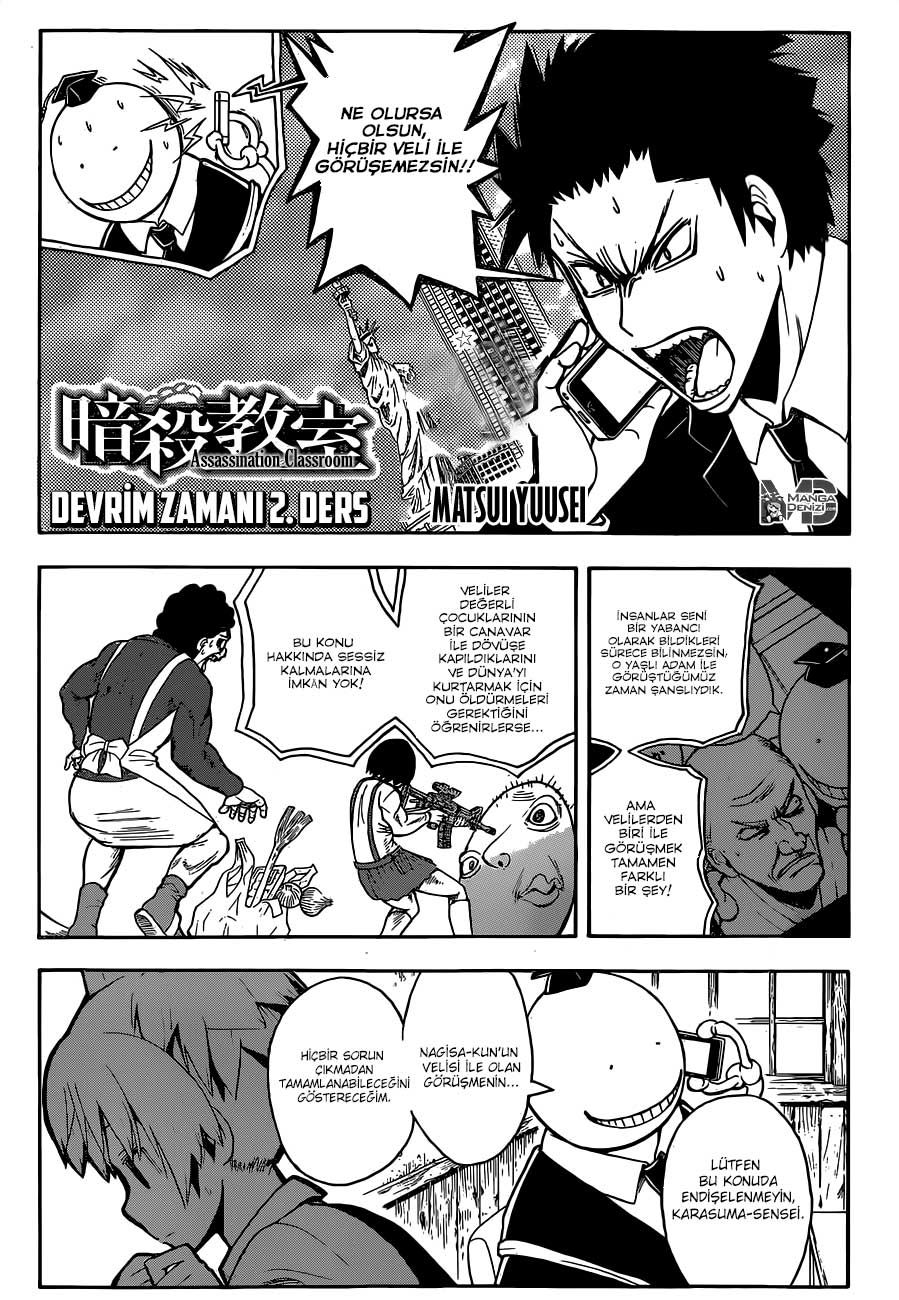 NE OLURSA
OLSUN,
HİÇBİR VELİ İLE
GÖRÜŞEMEZSİN!!
暗殺教室
Assassination Classroom
DEVRİM ZAMANI 2. DERS
MATSUI YUUSEI
MANGA
DENİZİ.com
İNSANLAR SENİ
BİR YABANCI
OLARAK BİLDİKLERİ
SÜRECE BİLİNMEZSİN,
O YAŞLI ADAM İLE
GÖRÜŞTÜĞÜMÜZ
ZAMAN ŞANSLIYDIK.
AMA
VELİLERDEN
BİRİ İLE
GÖRÜŞMEK
TAMAMEN
FARKLI
BİR ŞEY!
VELİLER
DEĞERLİ
ÇOCUKLARININ
BİR CANAVAR
İLE DÖVÜŞE
KAPILDIKLARINI
VE DÜNYA'YI
KURTARMAK İÇİN
ONU ÖLDÜRMELERİ
GEREKTİĞİNİ
ÖĞRENİRLERSE...
BU KONU
HAKKINDA SESSİZ
KALMALARINA
İMKÂN YOK!
LÜTFEN
BU KONUDA
ENDİŞELENMEYİN,
KARASUMA-SENSEI.
NAGISA-KUN'UN
VELİSİ İLE OLAN
GÖRÜŞMENİN...
HİÇBİR SORUN
ÇIKMADAN
TAMAMLANABİLECEĞİNİ
GÖSTERECEĞİM.